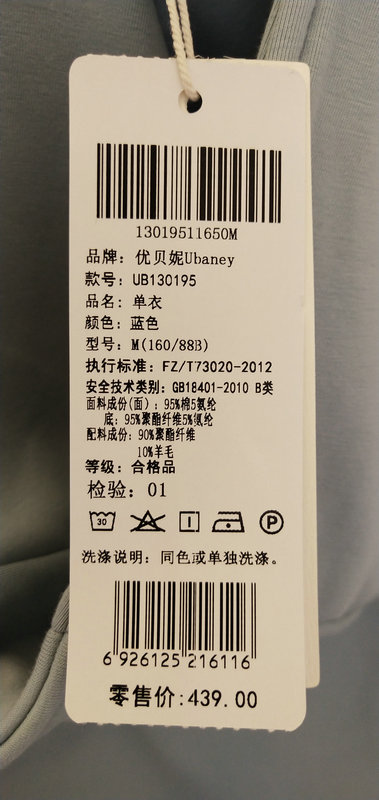 13019511650M
品牌：优贝妮Ubaney
款号：UB130195
品名：单衣
颜色：蓝色
型号：M(160/88B)
执行标准：FZ/T73020-2012
安全技术类别：GB18401-2010 B类
面料成份(面)：95%棉5氨纶
底：95%聚酯纤维5%氨纶
配料成份：90%聚酯纤维
10%羊毛
等级：合格品
检验：01
30
P
洗涤说明：同色或单独洗涤。
6 926125 216116
零售价:439.00